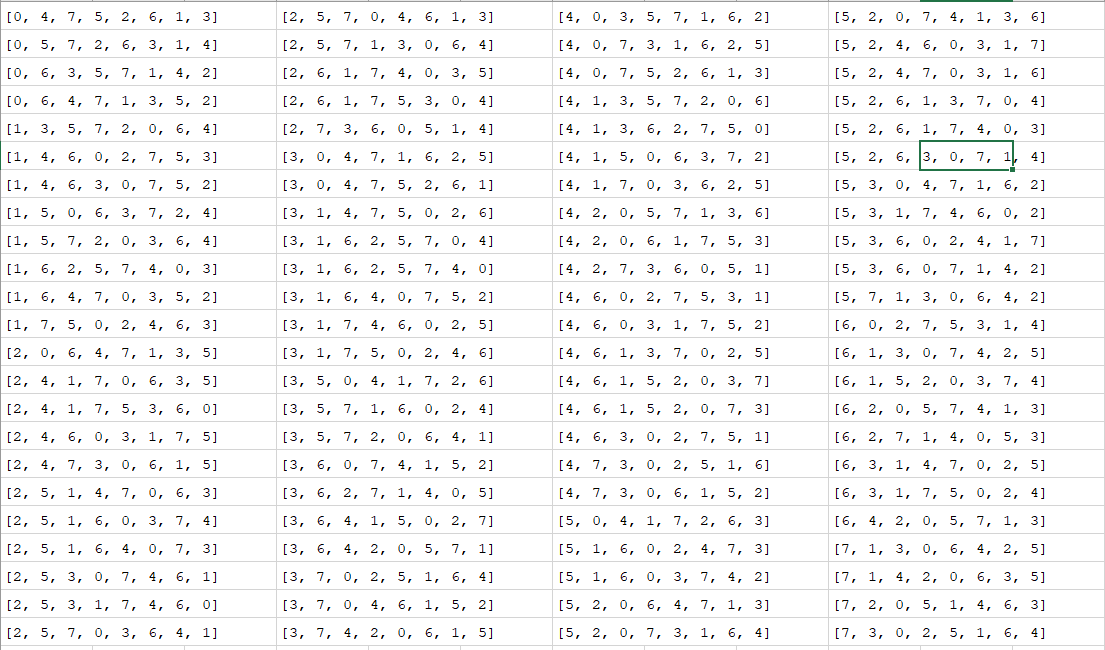 [0, 4, 7, 5, 2, 6, 1, 3] [2, 5, 7, 0, 4, 6, 1, 3] [4, 0, 3, 5, 7, 1, 6, 2] [5, 2, 0, 7, 4, 1, 3, 6]
[0, 5, 7, 2, 6, 3, 1, 4] [2, 5, 7, 1, 3, 0, 6, 4] [4, 0, 7, 3, 1, 6, 2, 5] [5, 2, 4, 6, 0, 3, 1, 7]
[0, 6, 3, 5, 7, 1, 4, 2] [2, 6, 1, 7, 4, 0, 3, 5] [4, 0, 7, 5, 2, 6, 1, 3] [5, 2, 4, 7, 0, 3, 1, 6]
[0, 6, 4, 7, 1, 3, 5, 2] [2, 6, 1, 7, 5, 3, 0, 4] [4, 1, 3, 5, 7, 2, 0, 6] [5, 2, 6, 1, 3, 7, 0, 4]
[1, 3, 5, 7, 2, 0, 6, 4] [2, 7, 3, 6, 0, 5, 1, 4] [4, 1, 3, 6, 2, 7, 5, 0] [5, 2, 6, 1, 7, 4, 0, 3]
[1, 4, 6, 0, 2, 7, 5, 3] [3, 0, 4, 7, 1, 6, 2, 5] [4, 1, 5, 0, 6, 3, 7, 2] [5, 2, 6, 3, 0, 7, 1, 4]
[1, 4, 6, 3, 0, 7, 5, 2] [3, 0, 4, 7, 5, 2, 6, 1] [4, 1, 7, 0, 3, 6, 2, 5] [5, 3, 0, 4, 7, 1, 6, 2]
[1, 5, 0, 6, 3, 7, 2, 4] [3, 1, 4, 7, 5, 0, 2, 6] [4, 2, 0, 5, 7, 1, 3, 6] [5, 3, 1, 7, 4, 6, 0, 2]
[1, 5, 7, 2, 0, 3, 6, 4] [3, 1, 6, 2, 5, 7, 0, 4] [4, 2, 0, 6, 1, 7, 5, 3] [5, 3, 6, 0, 2, 4, 1, 7]
[1, 6, 2, 5, 7, 4, 0, 3] [3, 1, 6, 2, 5, 7, 4, 0] [4, 2, 7, 3, 6, 0, 5, 1] [5, 3, 6, 0, 7, 1, 4, 2]
[1, 6, 4, 7, 0, 3, 5, 2] [3, 1, 6, 4, 0, 7, 5, 2] [4, 6, 0, 2, 7, 5, 3, 1] [5, 7, 1, 3, 0, 6, 4, 2]
[1, 7, 5, 0, 2, 4, 6, 3] [3, 1, 7, 4, 6, 0, 2, 5] [4, 6, 0, 3, 1, 7, 5, 2] [6, 0, 2, 7, 5, 3, 1, 4]
[2, 0, 6, 4, 7, 1, 3, 5] [3, 1, 7, 5, 0, 2, 4, 6] [4, 6, 1, 3, 7, 0, 2, 5] [6, 1, 3, 0, 7, 4, 2, 5]
[2, 4, 1, 7, 0, 6, 3, 5] [3, 5, 0, 4, 1, 7, 2, 6] [4, 6, 1, 5, 2, 0, 3, 7] [6, 1, 5, 2, 0, 3, 7, 4]
[2, 4, 1, 7, 5, 3, 6, 0] [3, 5, 7, 1, 6, 0, 2, 4] [4, 6, 1, 5, 2, 0, 7, 3] [6, 2, 0, 5, 7, 4, 1, 3]
[2, 4, 6, 0, 3, 1, 7, 5] [3, 5, 7, 2, 0, 6, 4, 1] [4, 6, 3, 0, 2, 7, 5, 1] [6, 2, 7, 1, 4, 0, 5, 3]
[2, 4, 7, 3, 0, 6, 1, 5] [3, 6, 0, 7, 4, 1, 5, 2] [4, 7, 3, 0, 2, 5, 1, 6] [6, 3, 1, 4, 7, 0, 2, 5]
[2, 5, 1, 4, 7, 0, 6, 3] [3, 6, 2, 7, 1, 4, 0, 5] [4, 7, 3, 0, 6, 1, 5, 2] [6, 3, 1, 7, 5, 0, 2, 4]
[2, 5, 1, 6, 0, 3, 7, 4] [3, 6, 4, 1, 5, 0, 2, 7] [5, 0, 4, 1, 7, 2, 6, 3] [6, 4, 2, 0, 5, 7, 1, 3]
[2, 5, 1, 6, 4, 0, 7, 3] [3, 6, 4, 2, 0, 5, 7, 1] [5, 1, 6, 0, 2, 4, 7, 3] [7, 1, 3, 0, 6, 4, 2, 5]
[2, 5, 3, 0, 7, 4, 6, 1] [3, 7, 0, 2, 5, 1, 6, 4] [5, 1, 6, 0, 3, 7, 4, 2] [7, 1, 4, 2, 0, 6, 3, 5]
[2, 5, 3, 1, 7, 4, 6, 0] [3, 7, 0, 4, 6, 1, 5, 2] [5, 2, 0, 6, 4, 7, 1, 3] [7, 2, 0, 5, 1, 4, 6, 3]
[2, 5, 7, 0, 3, 6, 4, 1] [3, 7, 4, 2, 0, 6, 1, 5] [5, 2, 0, 7, 3, 1, 6, 4] [7, 3, 0, 2, 5, 1, 6, 4]